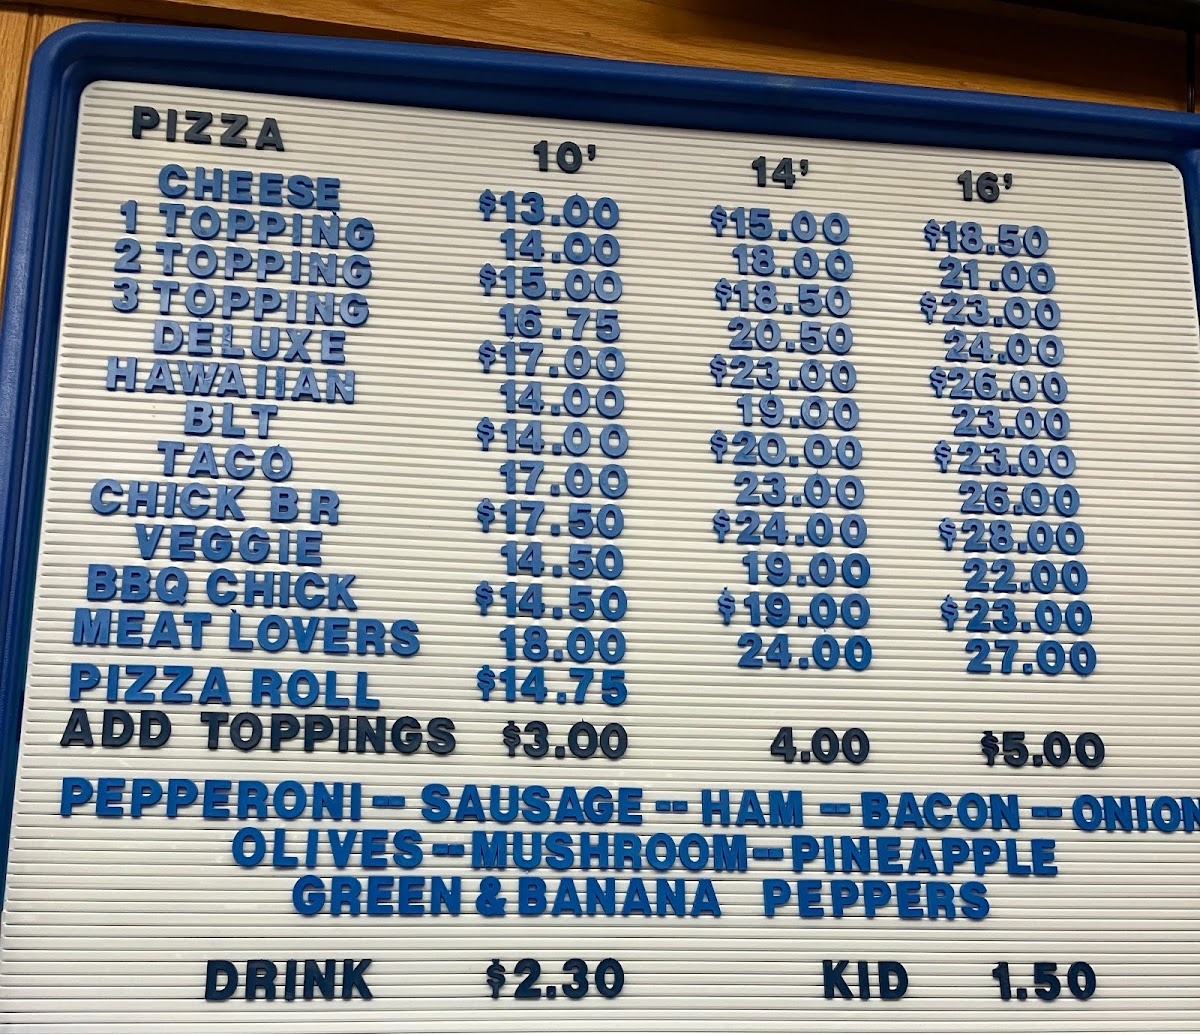 PIZZA 10' 14' 16'
CHEESE $13.00 $15.00 $18.50
1 TOPPING 14.00 18.00 21.00
2 TOPPING $15.00 $18.50 $23.00
3 TOPPING 16.75 20.50 24.00
DELUXE $17.00 $23.00 $26.00
HAWAIIAN 14.00 19.00 23.00
BLT $14.00 $20.00 $23.00
TACO 17.00 23.00 26.00
CHICK BR $17.50 $24.00 $28.00
VEGGIE 14.50 19.00 22.00
BBQ CHICK $14.50 $19.00 $23.00
MEAT LOVERS 18.00 24.00 27.00
PIZZA ROLL $14.75
ADD TOPPINGS $3.00 4.00 $5.00
PEPPERONI -- SAUSAGE -- HAM -- BACON -- ONION
OLIVES -- MUSHROOM -- PINEAPPLE
GREEN & BANANA PEPPERS
DRINK $2.30 KID 1.50